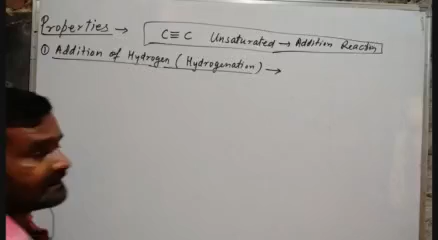 Properties → C≡C Unsaturated → Addition Reaction
① Addition of Hydrogen (Hydrogenation) →